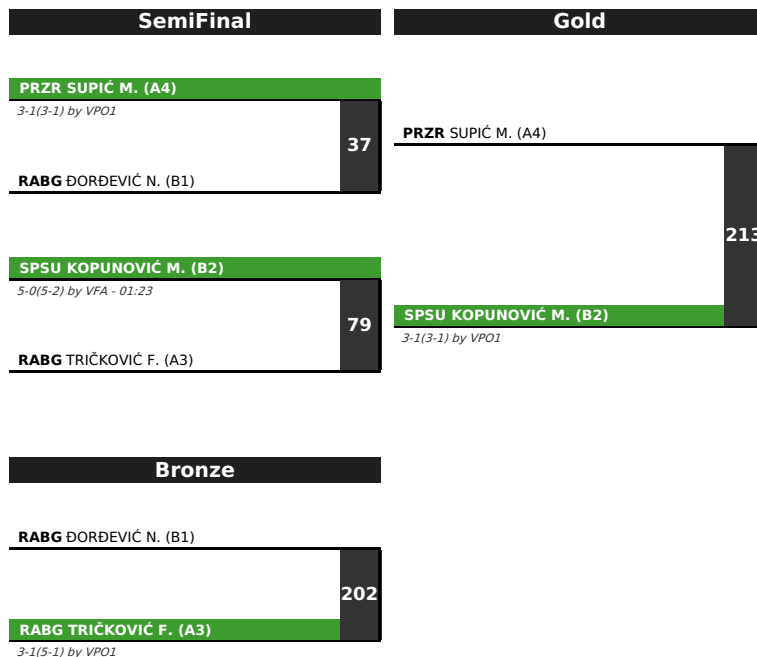 SemiFinal
PRZR SUPIĆ M. (A4)
3-1(3-1) by VPO1
37
RABG ĐORĐEVIĆ N. (B1)
SPSU KOPUNOVIĆ M. (B2)
5-0(5-2) by VFA - 01:23
79
RABG TRIČKOVIĆ F. (A3)
Gold
PRZR SUPIĆ M. (A4)
213
SPSU KOPUNOVIĆ M. (B2)
3-1(3-1) by VPO1
Bronze
RABG ĐORĐEVIĆ N. (B1)
202
RABG TRIČKOVIĆ F. (A3)
3-1(5-1) by VPO1